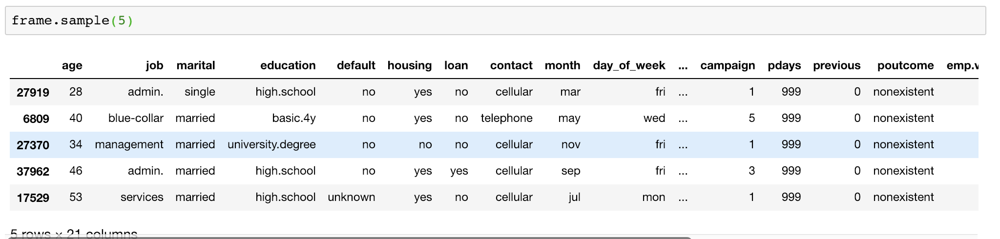 frame.sample(5)
age job marital education default housing loan contact month day_of_week ... campaign pdays previous poutcome emp.v
27919 28 admin. single high.school no yes no cellular mar fri ... 1 999 0 nonexistent
6809 40 blue-collar married basic.4y no yes no telephone may wed ... 5 999 0 nonexistent
27370 34 management married university.degree no no no cellular nov fri ... 1 999 0 nonexistent
37962 46 admin. married high.school no yes yes cellular sep fri ... 3 999 0 nonexistent
17529 53 services married high.school unknown yes no cellular jul mon ... 1 999 0 nonexistent
5 rows × 21 columns